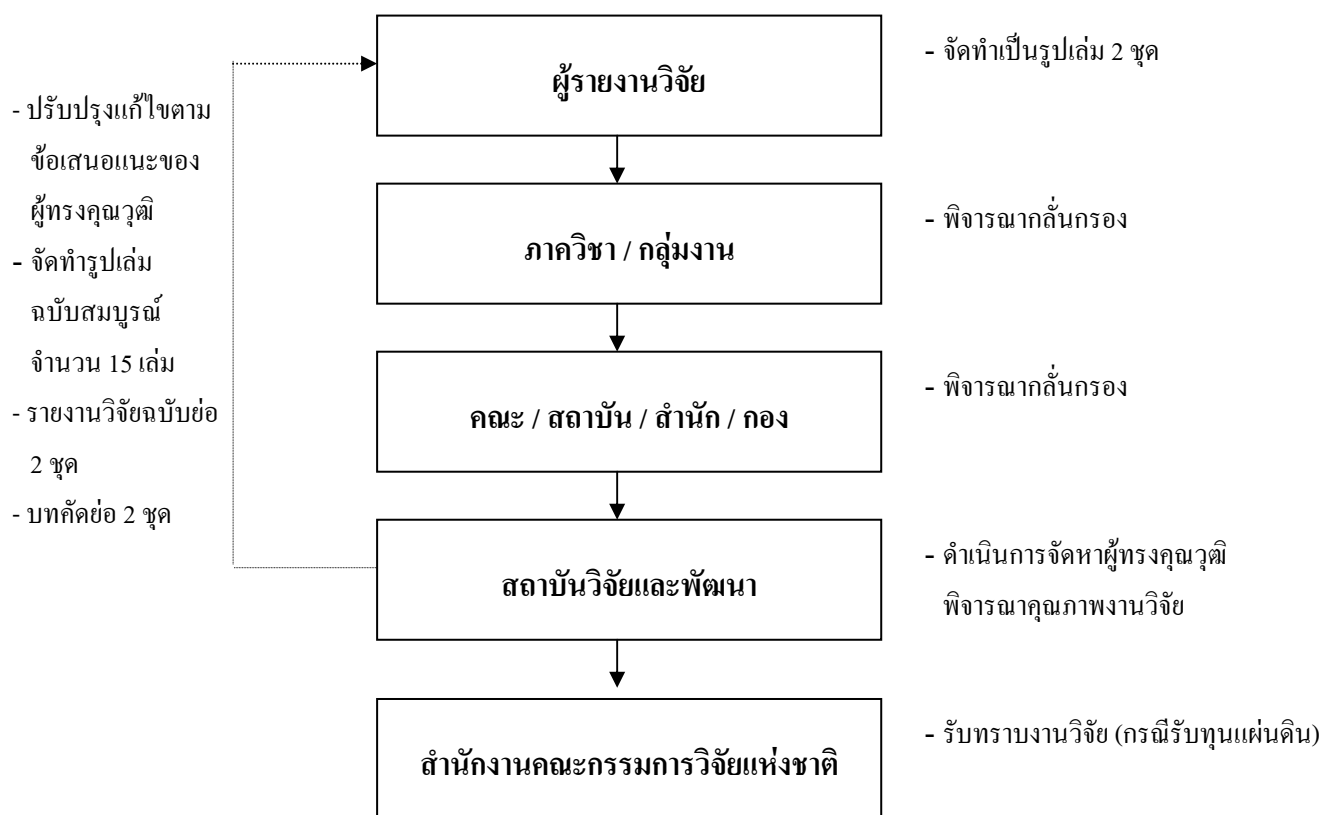 ผู้รายงานวิจัย
- จัดทำเป็นรูปเล่ม 2 ชุด
- ปรับปรุงแก้ไขตาม
ข้อเสนอแนะของ
ผู้ทรงคุณวุฒิ
- จัดทำรูปเล่ม
ฉบับสมบูรณ์
จำนวน 15 เล่ม
- รายงานวิจัยฉบับย่อ
2 ชุด
- บทคัดย่อ 2 ชุด
ภาควิชา / กลุ่มงาน
- พิจารณากลั่นกรอง
คณะ / สถาบัน / สำนัก / กอง
- พิจารณากลั่นกรอง
สถาบันวิจัยและพัฒนา
- ดำเนินการจัดหาผู้ทรงคุณวุฒิ
พิจารณาคุณภาพงานวิจัย
สำนักงานคณะกรรมการวิจัยแห่งชาติ
- รับทราบงานวิจัย (กรณีรับทุนแผ่นดิน)